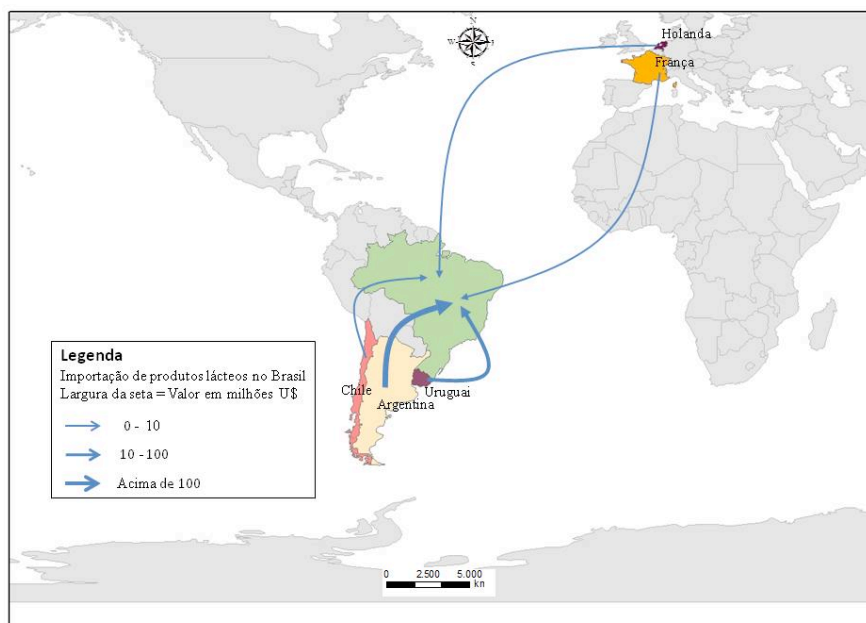 Holanda
França
N
W
E
s
Legenda
Importação de produtos lácteos no Brasil
Largura da seta = Valor em milhões U$
0 - 10
10 - 100
Acima de 100
Chile
Argentina
Uruguai
0 2.500 5.000
km